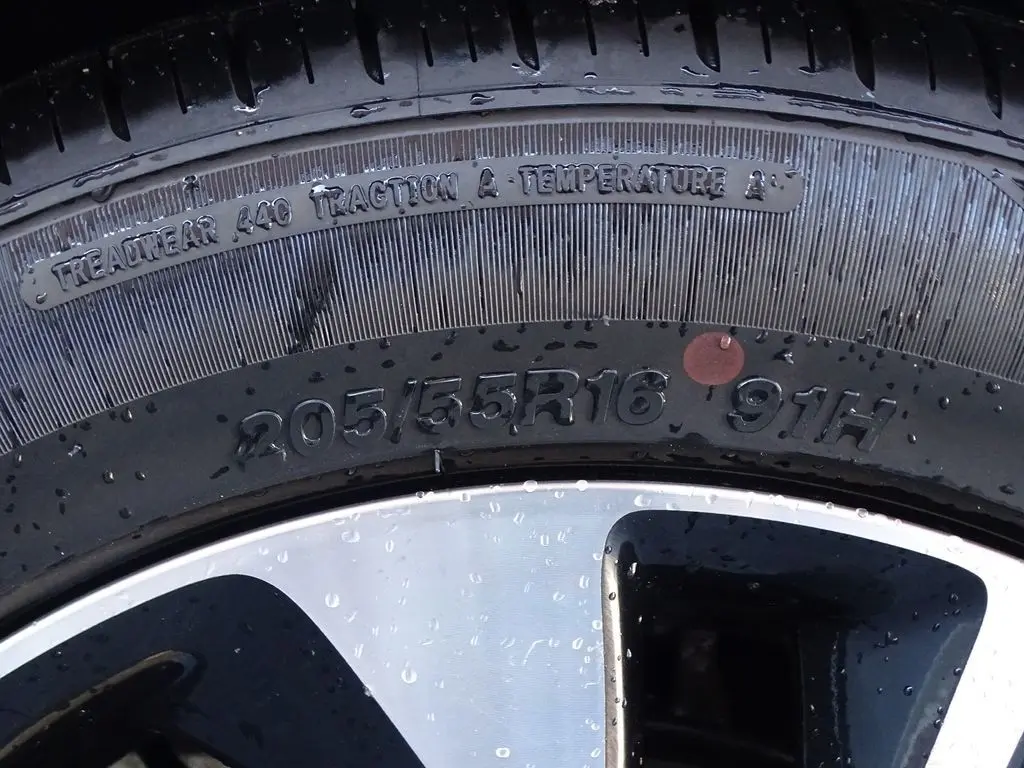 TREADWEAR 440 TRACTION A TEMPERATURE A
205/55R16 91H